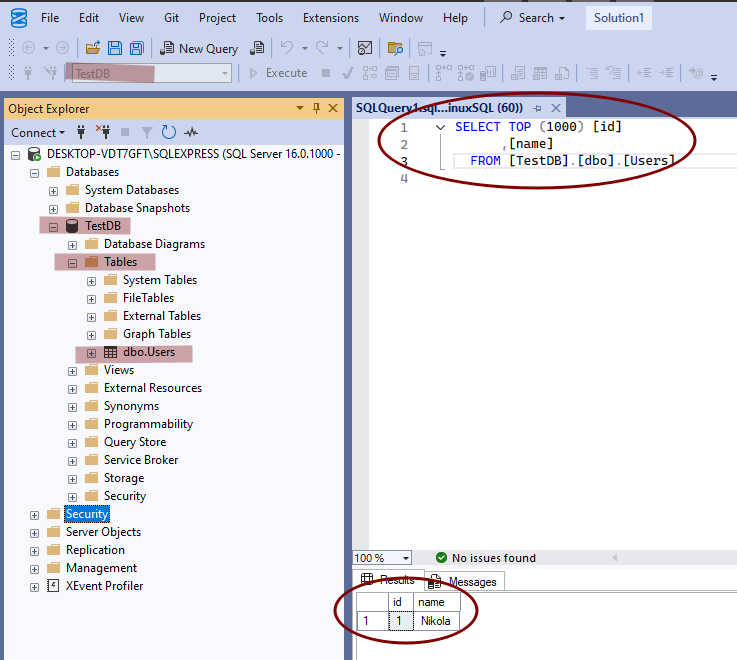 File Edit View Git Project Tools Extensions Window Help Search Solution1
New Query
TestDB Execute
Object Explorer
Connect
DESKTOP-VDT7GFT\SQLEXPRESS (SQL Server 16.0.1000 -
Databases
System Databases
Database Snapshots
TestDB
Database Diagrams
Tables
System Tables
FileTables
External Tables
Graph Tables
dbo.Users
Views
External Resources
Synonyms
Programmability
Query Store
Service Broker
Storage
Security
Security
Server Objects
Replication
Management
XEvent Profiler
SQLQuery1.sql...inuxSQL (60))
1 SELECT TOP (1000) [id]
2 ,[name]
3 FROM [TestDB].[dbo].[Users]
4
100 % No issues found
Results Messages
id name
1 1 Nikola